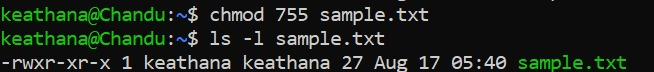 keathana@Chandu:~$ chmod 755 sample.txt
keathana@Chandu:~$ ls -l sample.txt
-rwxr-xr-x 1 keathana keathana 27 Aug 17 05:40 sample.txt